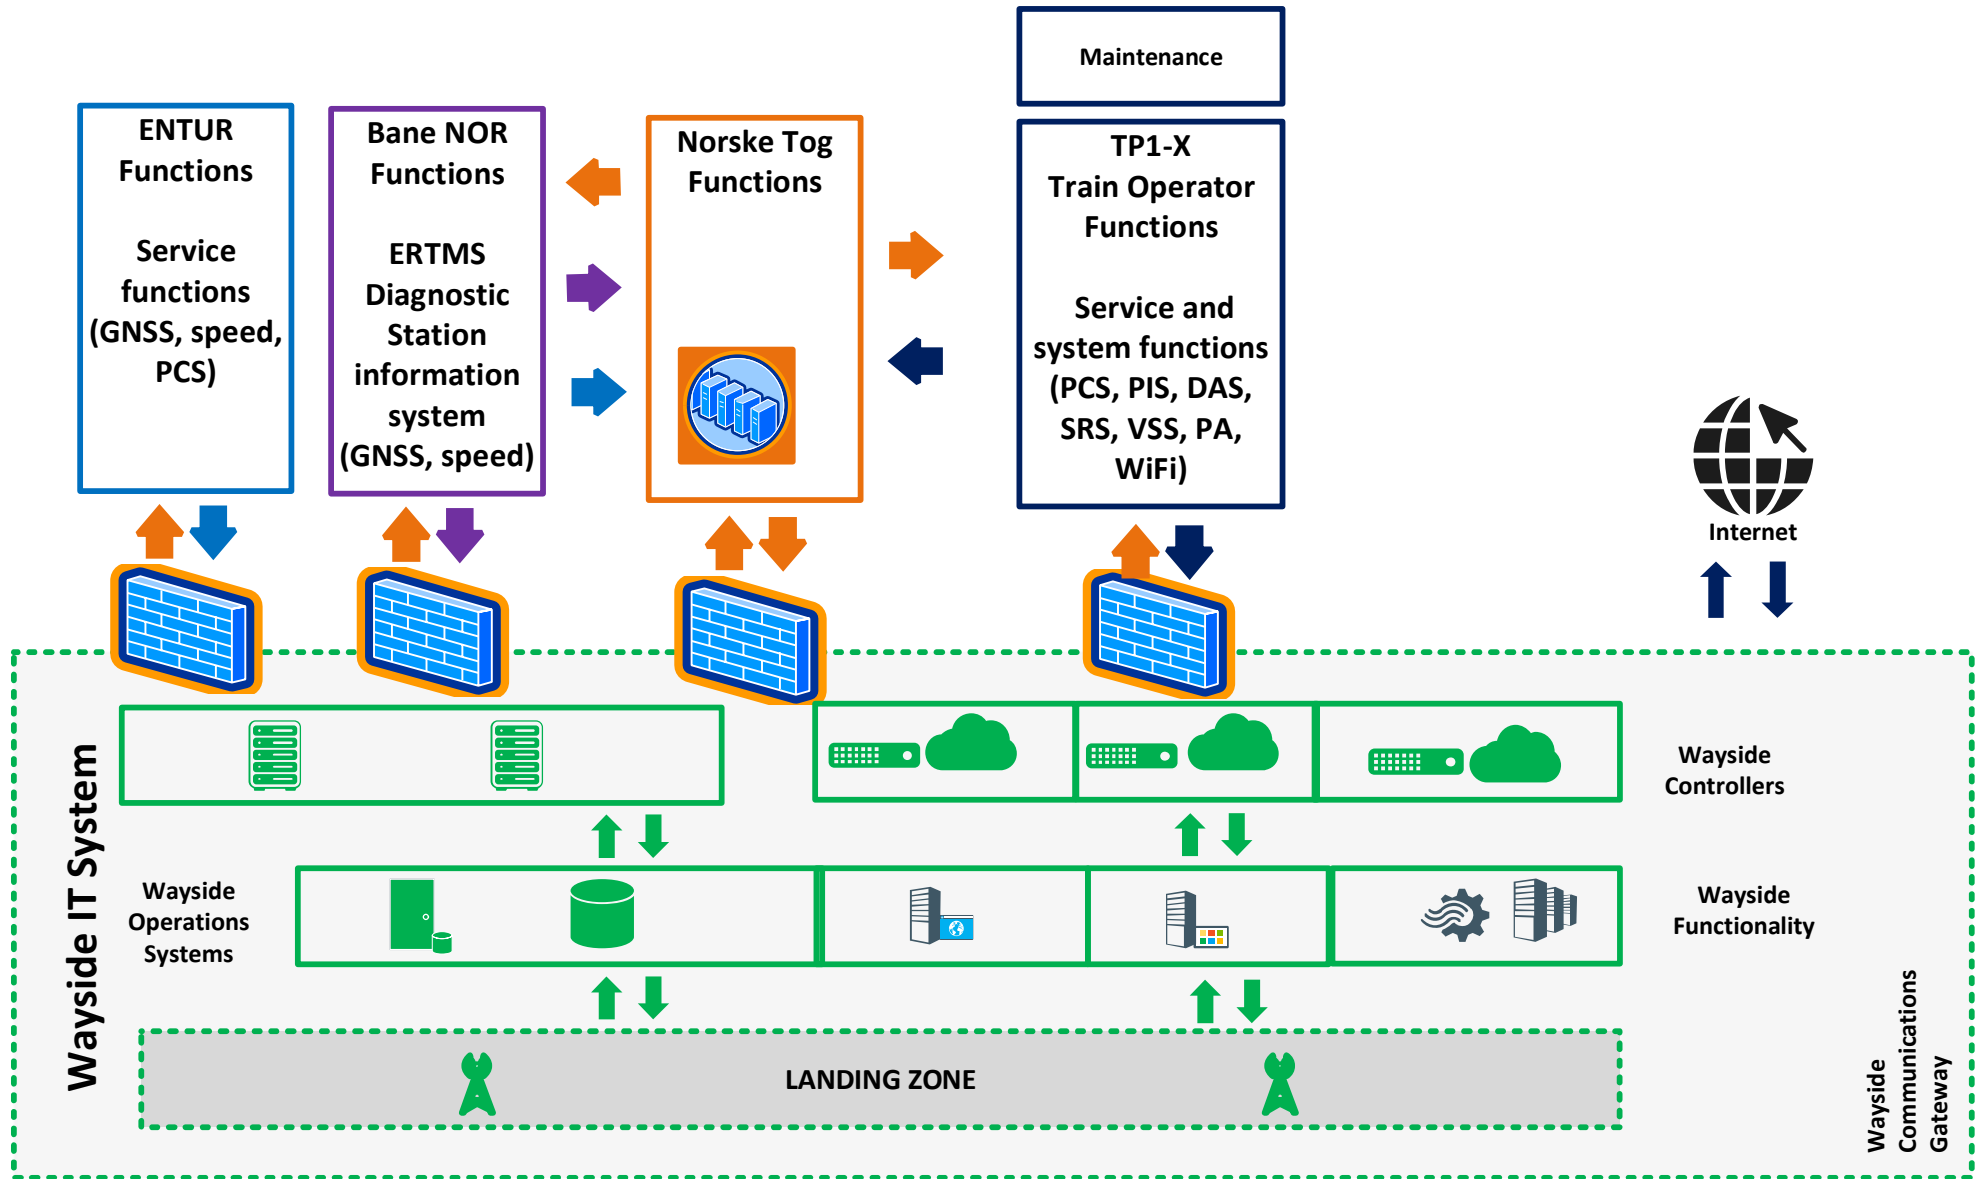 Maintenance
ENTUR
Functions
Service
functions
(GNSS, speed,
PCS)
Bane NOR
Functions
ERTMS
Diagnostic
Station
information
system
(GNSS, speed)
Norske Tog
Functions
TP1-X
Train Operator
Functions
Service and
system functions
(PCS, PIS, DAS,
SRS, VSS, PA,
WiFi)
Internet
Wayside IT System
Wayside
Controllers
Wayside
Operations
Systems
Wayside
Functionality
LANDING ZONE
Wayside
Communications
Gateway